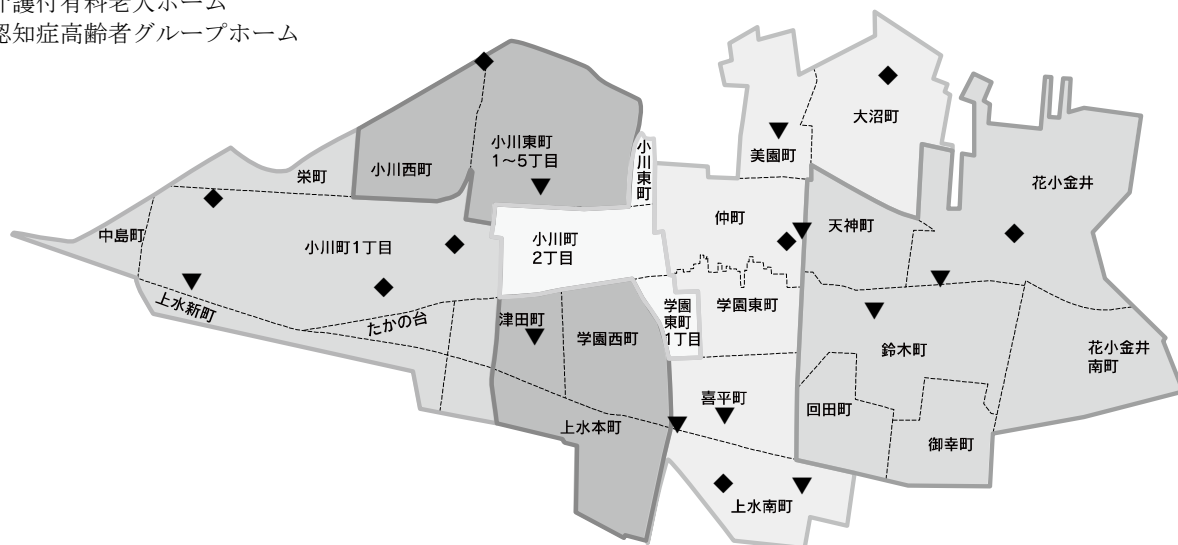 介護付有料老人ホーム
認知症高齢者グループホーム
大沼町
小川東町
1～5丁目
美園町
小川東町
小川西町
栄町
花小金井
仲町
天神町
中島町
小川町1丁目
小川町
2丁目
上水新町
たかの台
津田町
学園西町
学園
東町
1丁目
学園東町
鈴木町
花小金井
南町
喜平町
回田町
上水本町
御幸町
上水南町